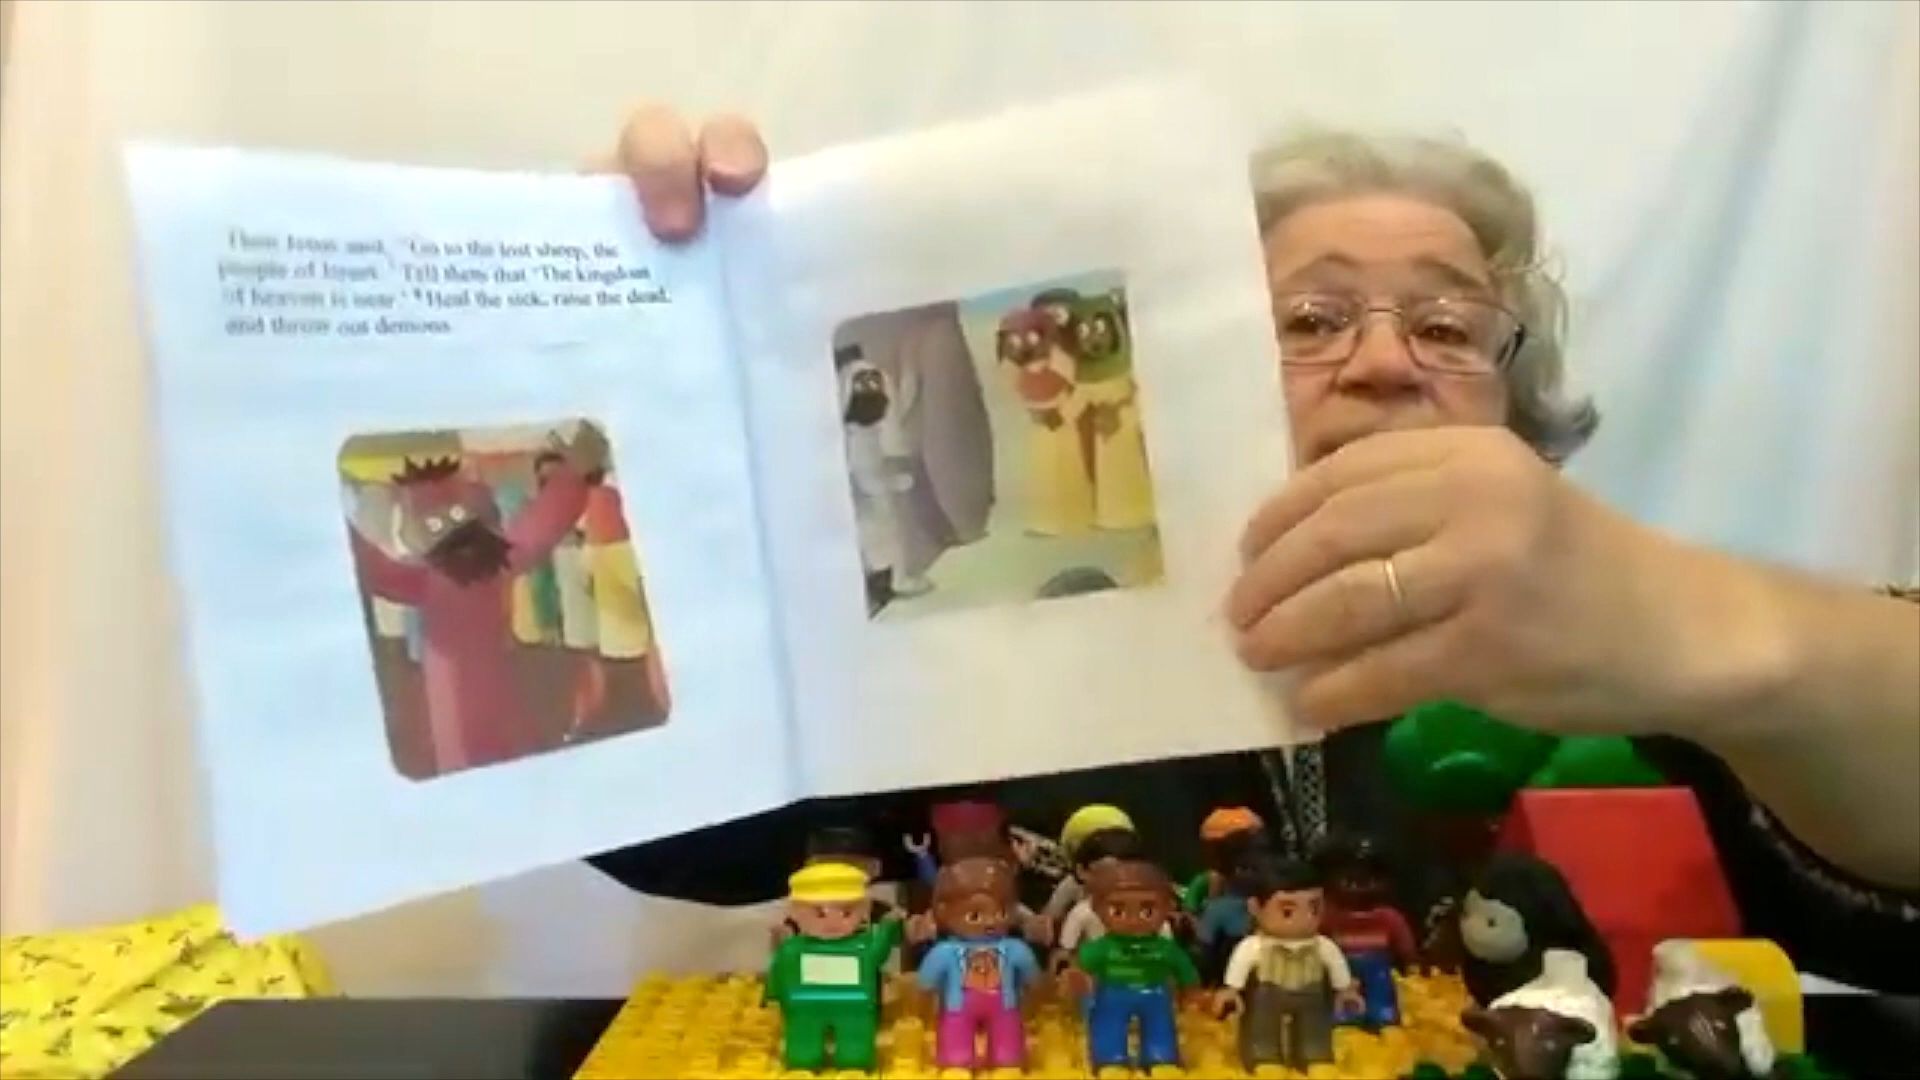 Then Jesus said, "Go to the lost sheep, the
people of Israel. Tell them that 'The kingdom
of heaven is near.' 8 Heal the sick, raise the dead,
and throw out demons.